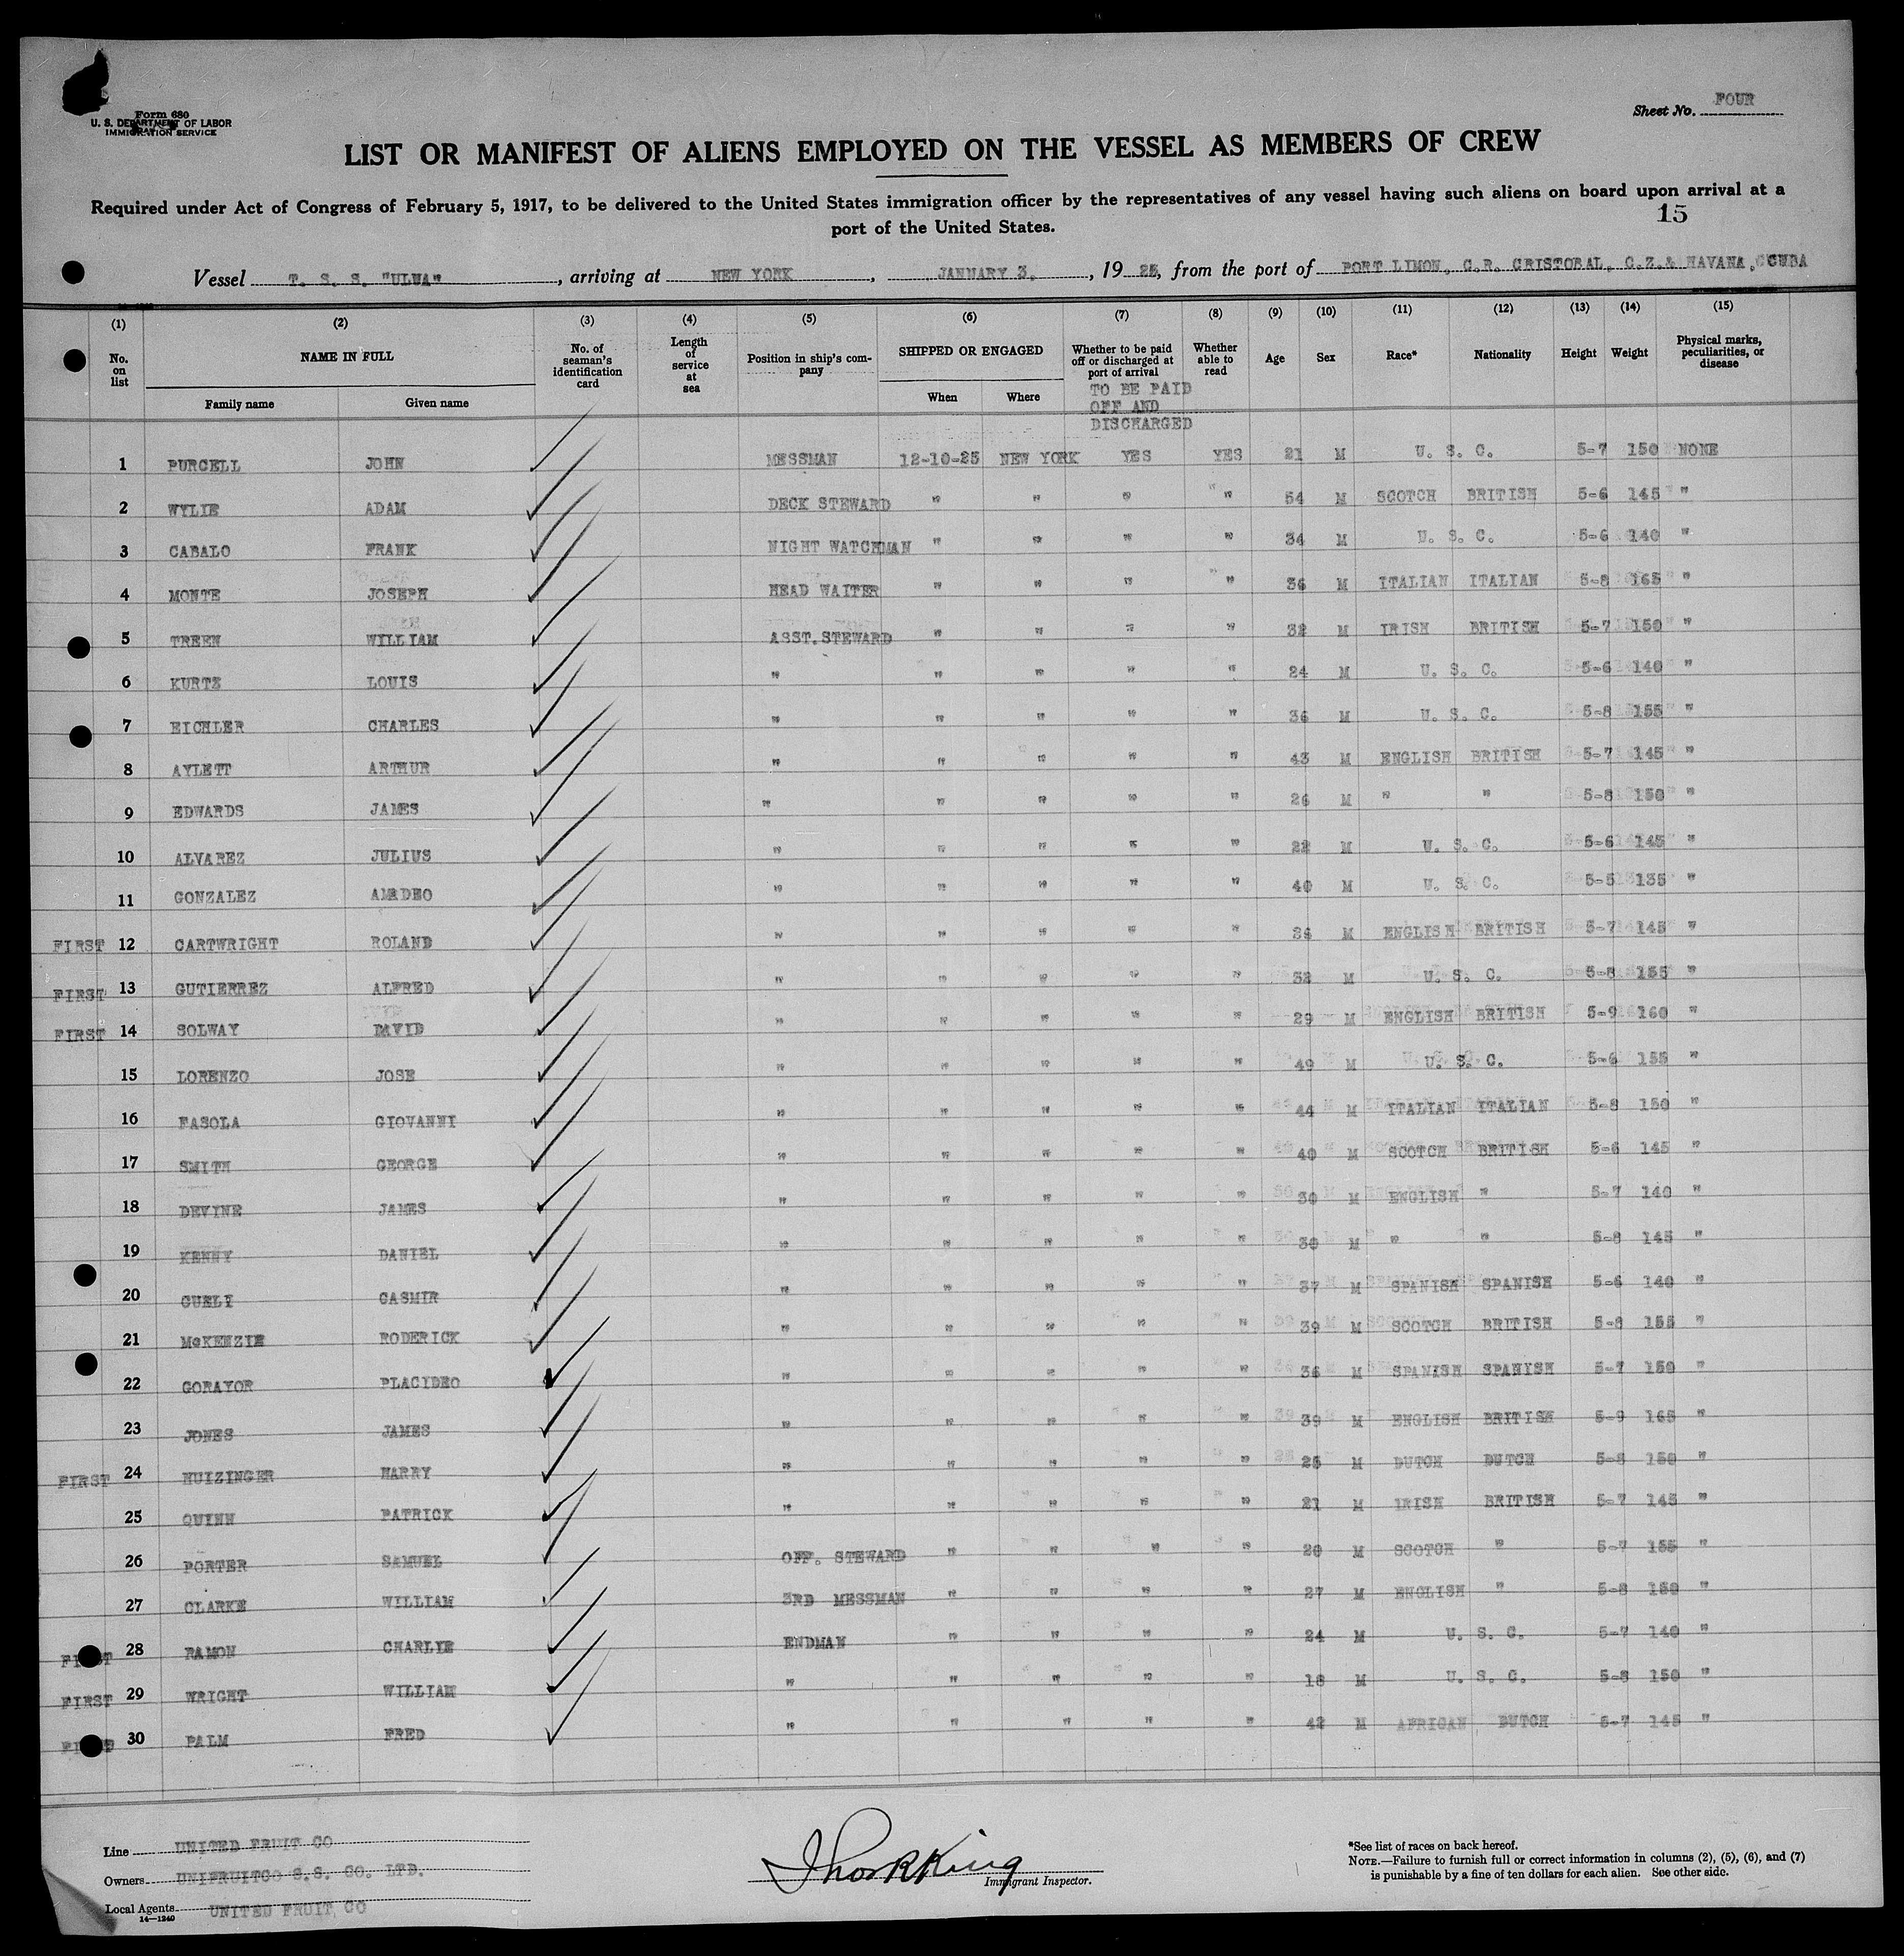 Form 680
U. S. DEPARTMENT OF LABOR
IMMIGRATION SERVICE
Sheet No. FOUR
LIST OR MANIFEST OF ALIENS EMPLOYED ON THE VESSEL AS MEMBERS OF CREW
Required under Act of Congress of February 5, 1917, to be delivered to the United States immigration officer by the representatives of any vessel having such aliens on board upon arrival at a
port of the United States.
15
Vessel T. S. S. "ULUA", arriving at NEW YORK, JANUARY 3, 19 25, from the port of PORT LIMON, C.R. CRISTOBAL, C.Z.& HAVANA, CUBA
(1) (2) (3) (4) (5) (6) (7) (8) (9) (10) (11) (12) (13) (14) (15)
No. on list NAME IN FULL Family name Given name No. of seaman's identification card Length of service at sea Position in ship's company SHIPPED OR ENGAGED When Where Whether to be paid off or discharged at port of arrival Whether able to read Age Sex Race* Nationality Height Weight Physical marks, peculiarities, or disease
TO BE PAID
OFF AND
DISCHARGED
1 PURCELL JOHN MESSMAN 12-10-25 NEW YORK YES YES 21 M U. S. C. 5-7 150 NONE
2 WYLIE ADAM DECK STEWARD " " " " 54 M SCOTCH BRITISH 5-6 145 "
3 CABALO FRANK NIGHT WATCHMAN " " " " 34 M U. S. C. 5-6 140 "
4 MONTE JOSEPH HEAD WAITER " " " " 36 M ITALIAN ITALIAN 5-8 165 "
5 TREEN WILLIAM ASST. STEWARD " " " " 32 M IRISH BRITISH 5-7 150 "
6 KURTZ LOUIS " " " " " 24 M U. S. C. 5-6 140 "
7 EICHLER CHARLES " " " " " 36 M U. S. C. 5-8 155 "
8 AYLETT ARTHUR " " " " " 43 M ENGLISH BRITISH 5-7 145 "
9 EDWARDS JAMES " " " " " 26 M " " 5-8 150 "
10 ALVAREZ JULIUS " " " " " 22 M U. S. C. 5-6 145 "
11 GONZALEZ AMADEO " " " " " 40 M U. S. C. 5-5 135 "
FIRST 12 CARTWRIGHT ROLAND " " " " " 36 M ENGLISH BRITISH 5-7 145 "
FIRST 13 GUTIERREZ ALFRED " " " " " 32 M U. S. C. 5-8 155 "
FIRST 14 SOLWAY DAVID " " " " " 29 M ENGLISH BRITISH 5-9 160 "
15 LORENZO JOSE " " " " " 49 M U. S. C. 5-6 155 "
16 FASOLA GIOVANNI " " " " " 44 M ITALIAN ITALIAN 5-8 150 "
17 SMITH GEORGE " " " " " 40 M SCOTCH BRITISH 5-6 145 "
18 DEVINE JAMES " " " " " 30 M ENGLISH " 5-7 140 "
19 KENNY DANIEL " " " " " 30 M " " 5-8 145 "
20 GUELY CASMIR " " " " " 37 M SPANISH SPANISH 5-6 140 "
21 McKENZIE RODERICK " " " " " 39 M SCOTCH BRITISH 5-8 155 "
22 GORAYOR PLACIDEO " " " " " 36 M SPANISH SPANISH 5-7 150 "
23 JONES JAMES " " " " " 39 M ENGLISH BRITISH 5-9 165 "
FIRST 24 HUIZINGER HARRY " " " " " 26 M DUTCH DUTCH 5-8 150 "
25 QUINN PATRICK " " " " " 21 M IRISH BRITISH 5-7 145 "
26 PORTER SAMUEL OFF. STEWARD " " " " 20 M SCOTCH " 5-7 155 "
27 CLARKE WILLIAM 3RD MESSMAN " " " " 27 M ENGLISH " 5-8 150 "
FIRST 28 RAMON CHARLIE ENDMAN " " " " 24 M U. S. C. 5-7 140 "
FIRST 29 WRIGHT WILLIAM " " " " " 18 M U. S. C. 5-8 150 "
FIRST 30 PALM FRED " " " " " 42 M AFRICAN DUTCH 5-7 145 "
Line UNITED FRUIT CO
Owners UNIFRUITCO S.S. CO. LTD.
Local Agents UNITED FRUIT CO
14—1240
Immigrant Inspector.
*See list of races on back hereof.
NOTE.—Failure to furnish full or correct information in columns (2), (5), (6), and (7)
is punishable by a fine of ten dollars for each alien. See other side.